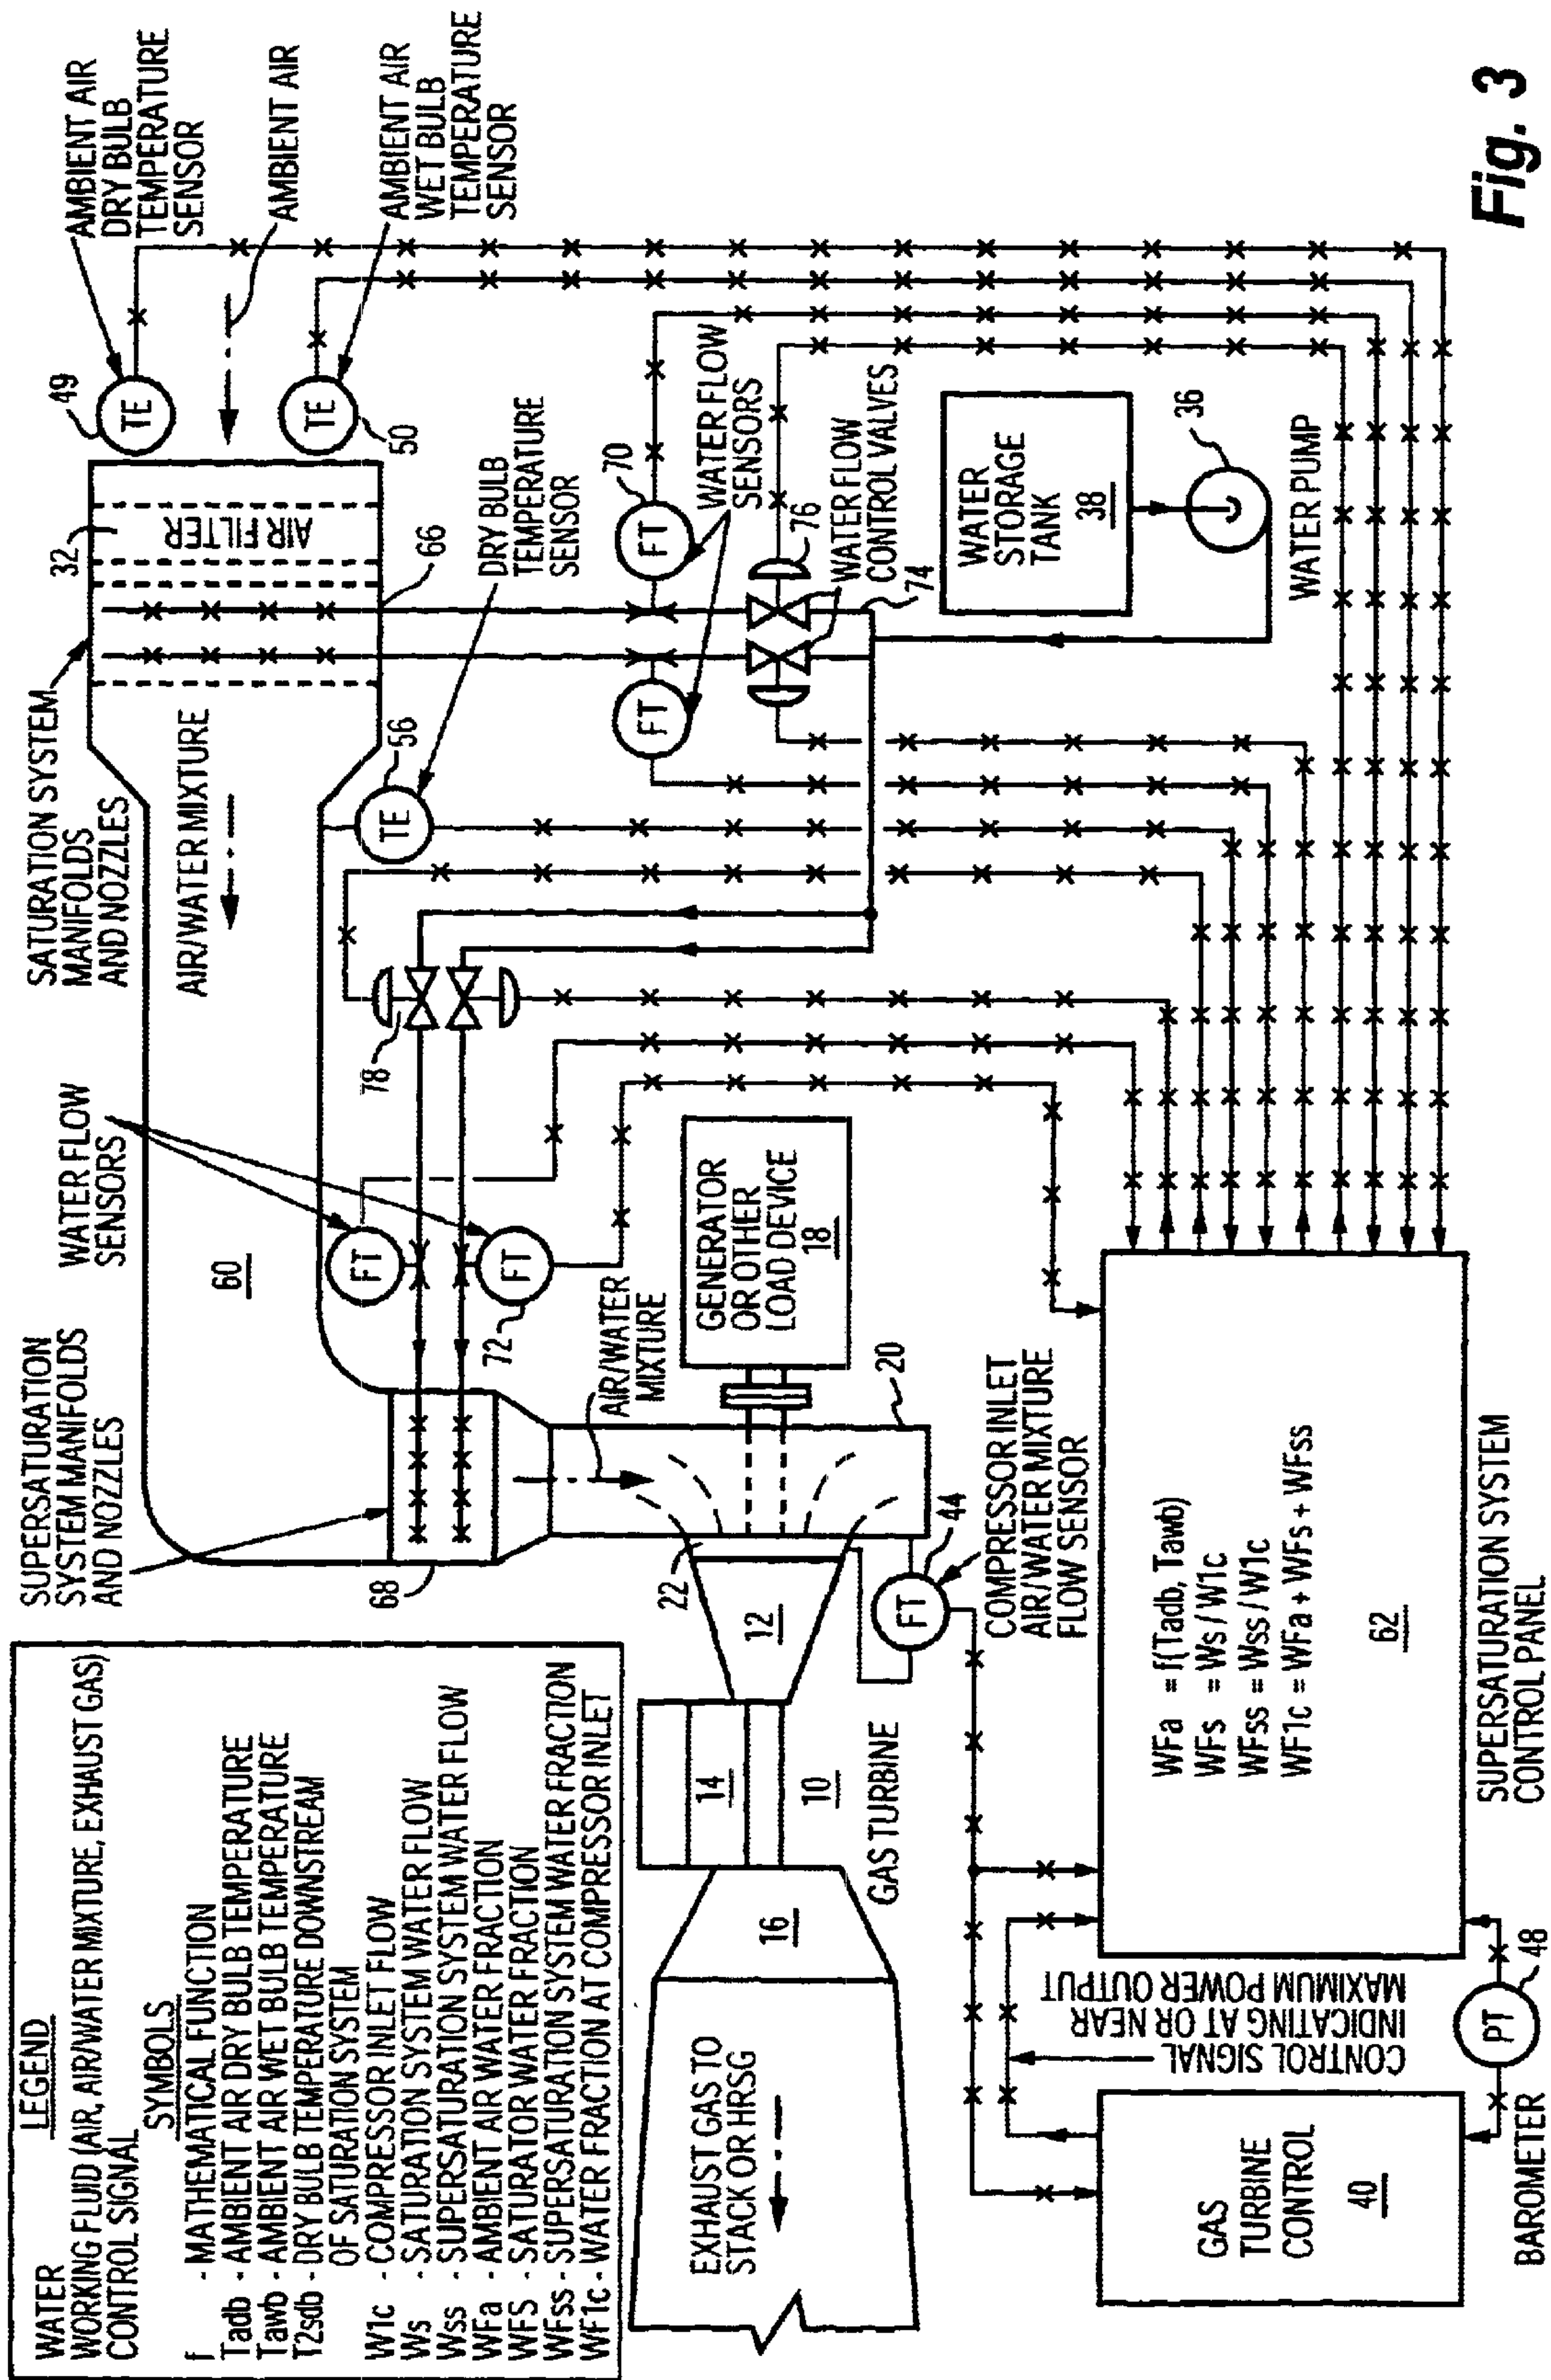 LEGEND
WATER
WORKING FLUID (AIR, AIR/WATER MIXTURE, EXHAUST GAS)
CONTROL SIGNAL
SYMBOLS
f - MATHEMATICAL FUNCTION
Tadb - AMBIENT AIR DRY BULB TEMPERATURE
Tawb - AMBIENT AIR WET BULB TEMPERATURE
T2sdb - DRY BULB TEMPERATURE DOWNSTREAM
OF SATURATION SYSTEM
W1c - COMPRESSOR INLET FLOW
Ws - SATURATION SYSTEM WATER FLOW
Wss - SUPERSATURATION SYSTEM WATER FLOW
WFa - AMBIENT AIR WATER FRACTION
WFS - SATURATOR WATER FRACTION
WFss - SUPERSATURATION SYSTEM WATER FRACTION
WF1c - WATER FRACTION AT COMPRESSOR INLET
SUPERSATURATION
SYSTEM MANIFOLDS
AND NOZZLES
WATER FLOW
SENSORS
SATURATION SYSTEM
MANIFOLDS
AND NOZZLES
AIR/WATER MIXTURE
32
AIR FILTER
49
TE
AMBIENT AIR
DRY BULB
TEMPERATURE
SENSOR
AMBIENT AIR
TE
50
AMBIENT AIR
WET BULB
TEMPERATURE
SENSOR
60
66
56
TE
DRY BULB
TEMPERATURE
SENSOR
68
FT
FT
72
78
FT
FT
70
WATER FLOW
SENSORS
76
WATER FLOW
CONTROL VALVES
74
AIR/WATER
MIXTURE
GENERATOR
OR OTHER
LOAD DEVICE
18
WATER
STORAGE
TANK
38
36
WATER PUMP
EXHAUST GAS TO
STACK OR HRSG
16
14
10
GAS TURBINE
12
22
20
FT
44
COMPRESSOR INLET
AIR/WATER MIXTURE
FLOW SENSOR
GAS
TURBINE
CONTROL
40
CONTROL SIGNAL
INDICATING AT OR NEAR
MAXIMUM POWER OUTPUT
BAROMETER
PT
48
WFa = f(Tadb, Tawb)
WFs = Ws / W1c
WFss = Wss / W1c
WF1c = WFa + WFs + WFss
62
SUPERSATURATION SYSTEM
CONTROL PANEL
Fig. 3